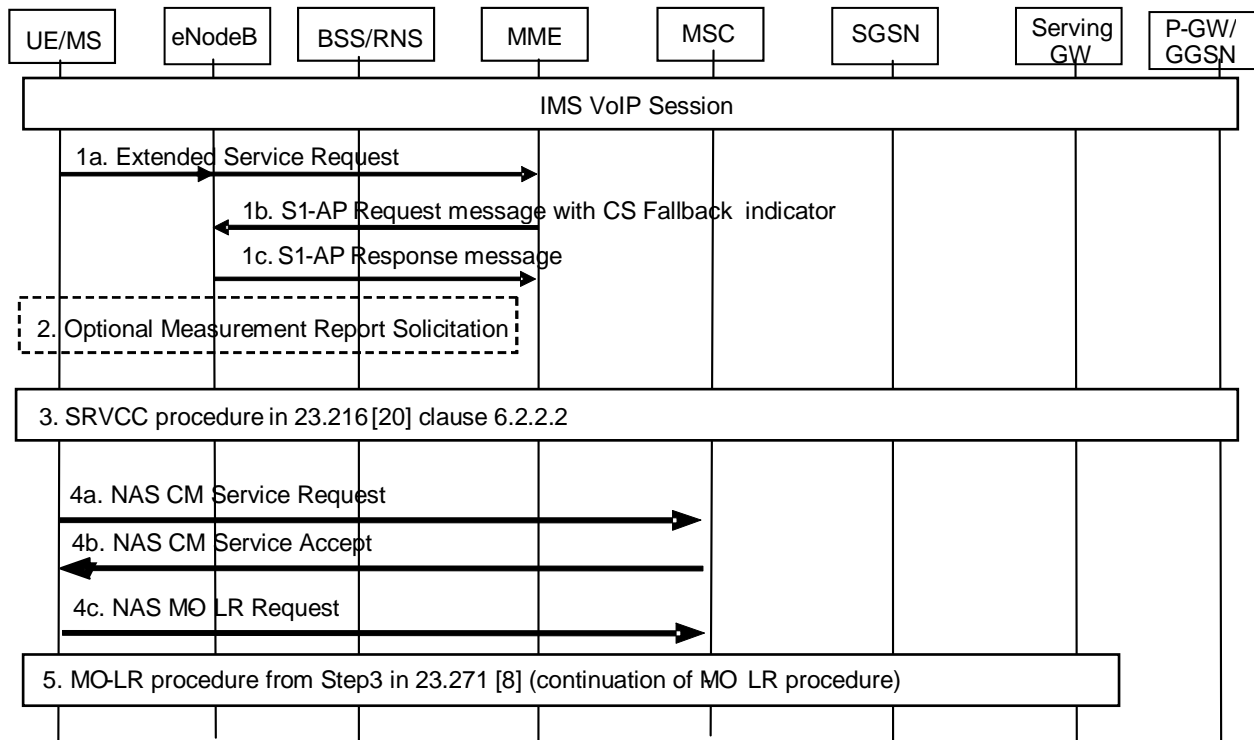 UE/MS
eNodeB
BSS/RNS
MME
MSC
SGSN
Serving
GW
P-GW/
GGSN
IMS VoIP Session
1a. Extended Service Request
1b. S1-AP Request message with CS Fallback indicator
1c. S1-AP Response message
2. Optional Measurement Report Solicitation
3. SRVCC procedure in 23.216 [20] clause 6.2.2.2
4a. NAS CM Service Request
4b. NAS CM Service Accept
4c. NAS MO-LR Request
5. MO-LR procedure from Step3 in 23.271 [8] (continuation of MO-LR procedure)